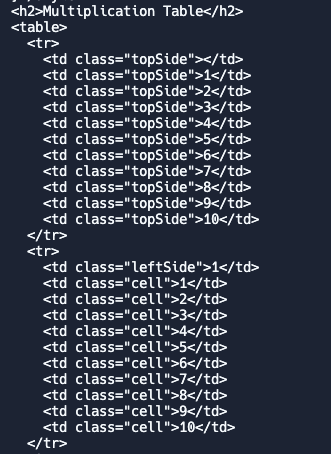 <h2>Multiplication Table</h2>
<table>
<tr>
<td class="topSide"></td>
<td class="topSide">1</td>
<td class="topSide">2</td>
<td class="topSide">3</td>
<td class="topSide">4</td>
<td class="topSide">5</td>
<td class="topSide">6</td>
<td class="topSide">7</td>
<td class="topSide">8</td>
<td class="topSide">9</td>
<td class="topSide">10</td>
</tr>
<tr>
<td class="leftSide">1</td>
<td class="cell">1</td>
<td class="cell">2</td>
<td class="cell">3</td>
<td class="cell">4</td>
<td class="cell">5</td>
<td class="cell">6</td>
<td class="cell">7</td>
<td class="cell">8</td>
<td class="cell">9</td>
<td class="cell">10</td>
</tr>